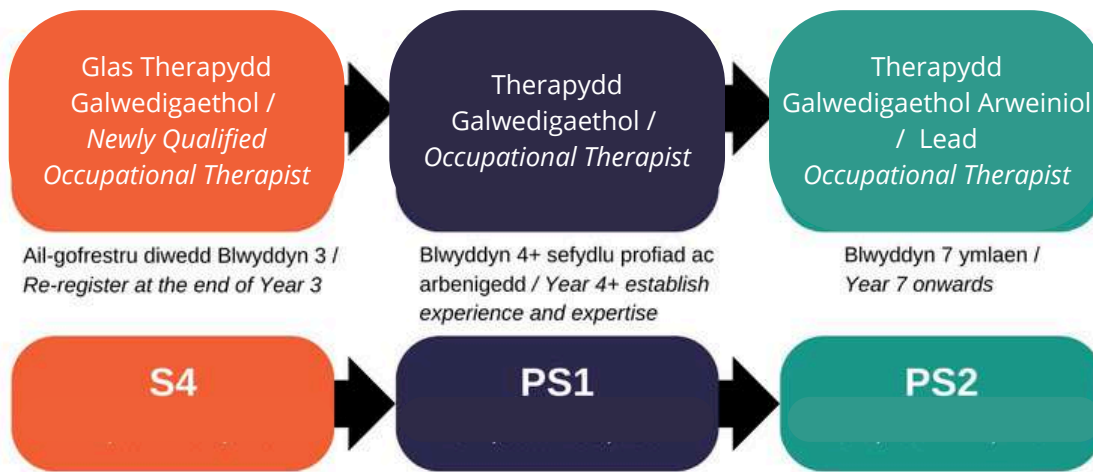 Glas Therapydd
Galwedigaethol /
Newly Qualified
Occupational Therapist
Therapydd
Galwedigaethol /
Occupational Therapist
Therapydd
Galwedigaethol Arweiniol
/ Lead
Occupational Therapist
Ail-gofrestru diwedd Blwyddyn 3 /
Re-register at the end of Year 3
Blwyddyn 4+ sefydlu profiad ac
arbenigedd / Year 4+ establish
experience and expertise
Blwyddyn 7 ymlaen /
Year 7 onwards
S4
PS1
PS2